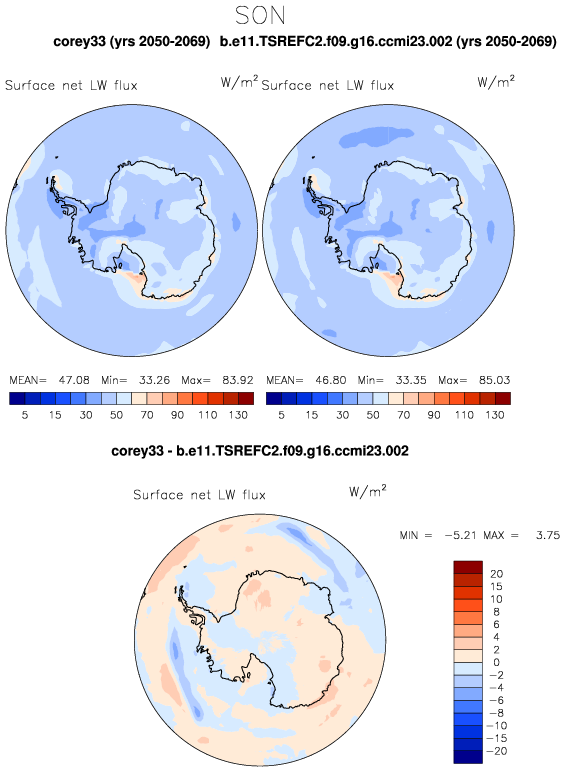 SON
corey33 (yrs 2050-2069) b.e11.TSREFC2.f09.g16.ccmi23.002 (yrs 2050-2069)
Surface net LW flux W/m² Surface net LW flux W/m²
MEAN= 47.08 Min= 33.26 Max= 83.92 MEAN= 46.80 Min= 33.35 Max= 85.03
5 15 30 50 70 90 110 130 5 15 30 50 70 90 110 130
corey33 - b.e11.TSREFC2.f09.g16.ccmi23.002
Surface net LW flux W/m²
MIN = -5.21 MAX = 3.75
20
15
10
8
6
4
2
0
-2
-4
-6
-8
-10
-15
-20